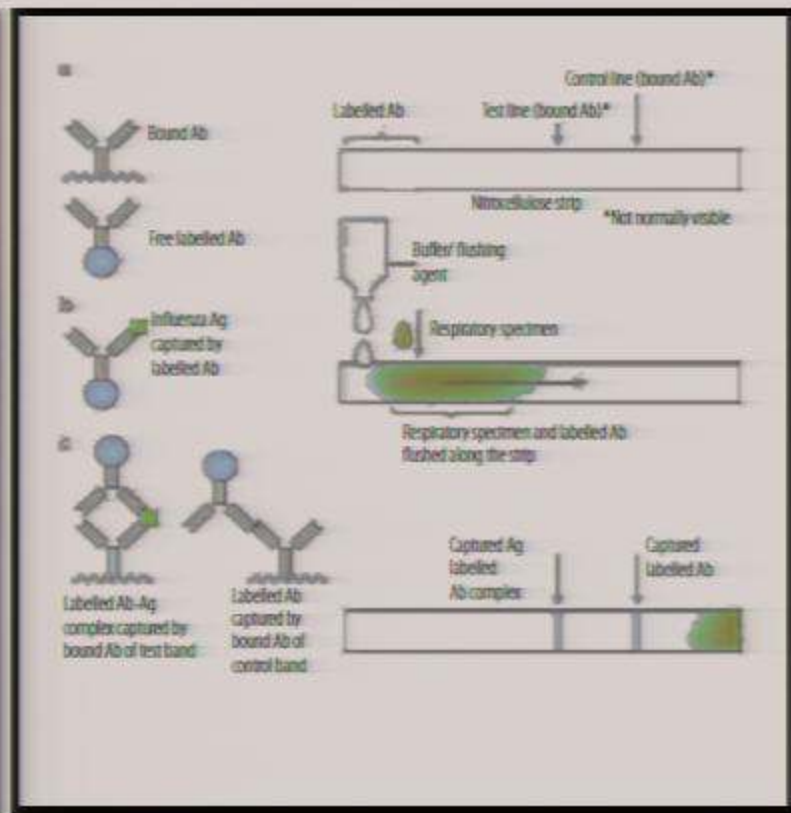 a
Control line (bound Ab)*
Labelled Ab
Test line (bound Ab)*
Bound Ab
Nitrocellulose strip
*Not normally visible
Free labelled Ab
Buffer/ flushing
agent
b
Influenza Ag
captured by
labelled Ab
Respiratory specimen
Respiratory specimen and labelled Ab
flushed along the strip
c
Captured Ag
labelled
Ab complex
Captured
labelled Ab
Labelled Ab-Ag
complex captured by
bound Ab of test band
Labelled Ab
captured by
bound Ab of
control band